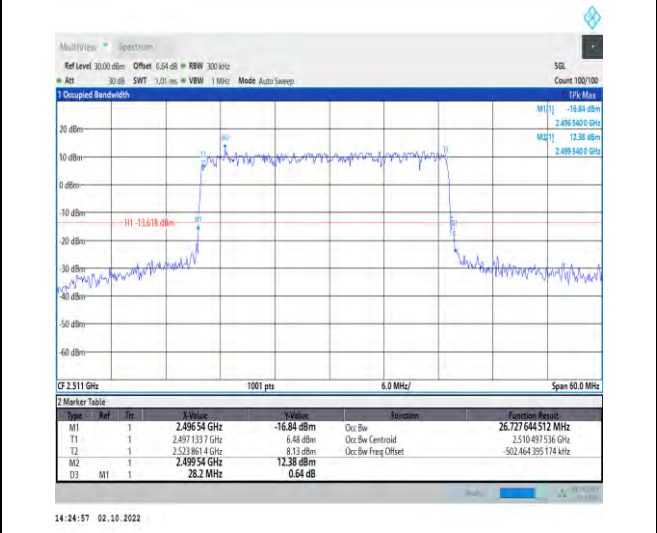 MultiView Spectrum
Ref Level 30.00 dBm Offset 6.64 dB RBW 300 kHz SGL
Att 30 dB SWT 1.01 ms VBW 1 MHz Mode Auto Sweep Count 100/100
1 Occupied Bandwidth 1Pk Max
M1[1] -16.84 dBm
2.496 540 0 GHz
M2[1] 12.38 dBm
2.499 540 0 GHz
20 dBm
10 dBm
0 dBm
-10 dBm
H1 -13.618 dBm
-20 dBm
-30 dBm
-40 dBm
-50 dBm
-60 dBm
M2
T1
T2
M1
CF 2.511 GHz 1001 pts 6.0 MHz/ Span 60.0 MHz
2 Marker Table
Type Ref Trc X-Value Y-Value Function Function Result
M1 1 2.496 54 GHz -16.84 dBm Occ Bw 26.727 644 512 MHz
T1 1 2.497 133 7 GHz 6.48 dBm Occ Bw Centroid 2.510 497 536 GHz
T2 1 2.523 861 4 GHz 8.13 dBm Occ Bw Freq Offset -502.464 395 174 kHz
M2 1 2.499 54 GHz 12.38 dBm
D3 M1 1 28.2 MHz 0.64 dB
14:24:57 02.10.2022